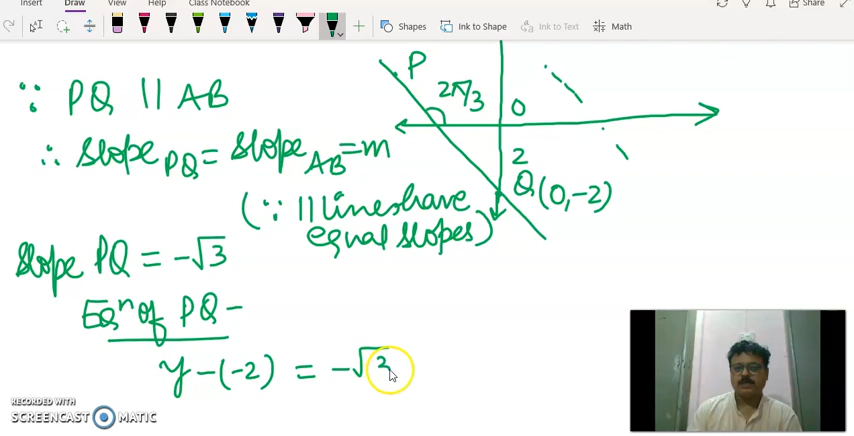 Insert Draw View Class Notebook Share
Shapes Ink to Shape Ink to Text Math
∵ PQ || AB
∴ slope PQ = slope AB = m
(∵ || lines have
equal slopes)
slope PQ = -√3
Eqn of PQ -
y - (-2) = -√3
P
2π/3
O
2
Q(0, -2)
RECORDED WITH
SCREENCAST MATIC